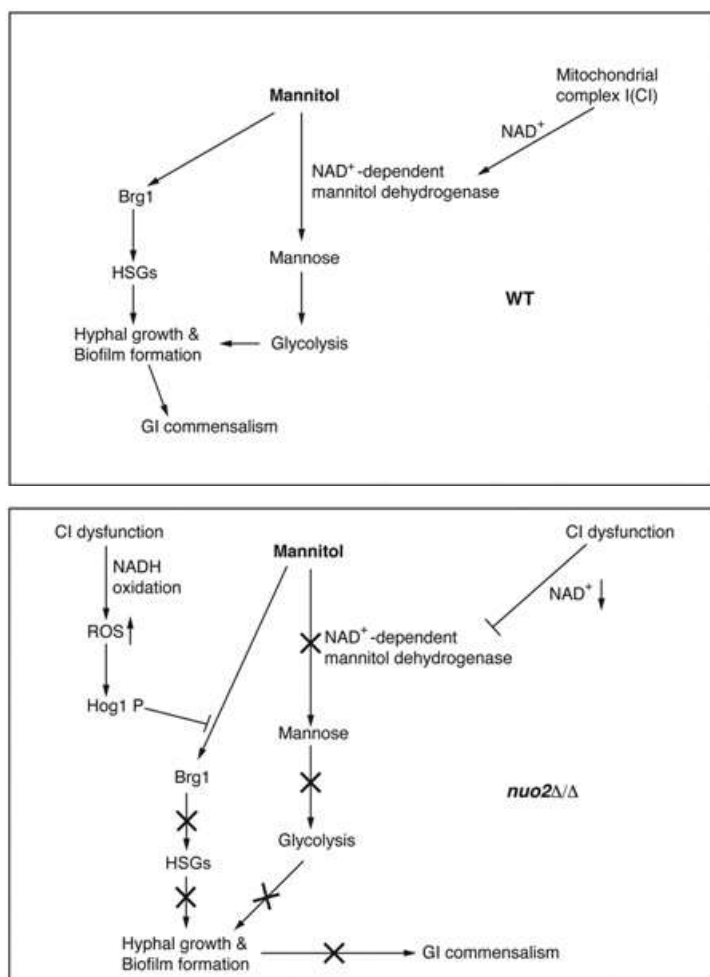 Mitochondrial
complex I(CI)
Mannitol
NAD+
NAD+-dependent
mannitol dehydrogenase
Brg1
Mannose
HSGs
WT
Hyphal growth &
Biofilm formation
Glycolysis
GI commensalism
CI dysfunction
CI dysfunction
Mannitol
NADH
oxidation
NAD+
ROS
NAD+-dependent
mannitol dehydrogenase
Hog1 P
Mannose
Brg1
nuo2Δ/Δ
Glycolysis
HSGs
Hyphal growth &
Biofilm formation
GI commensalism